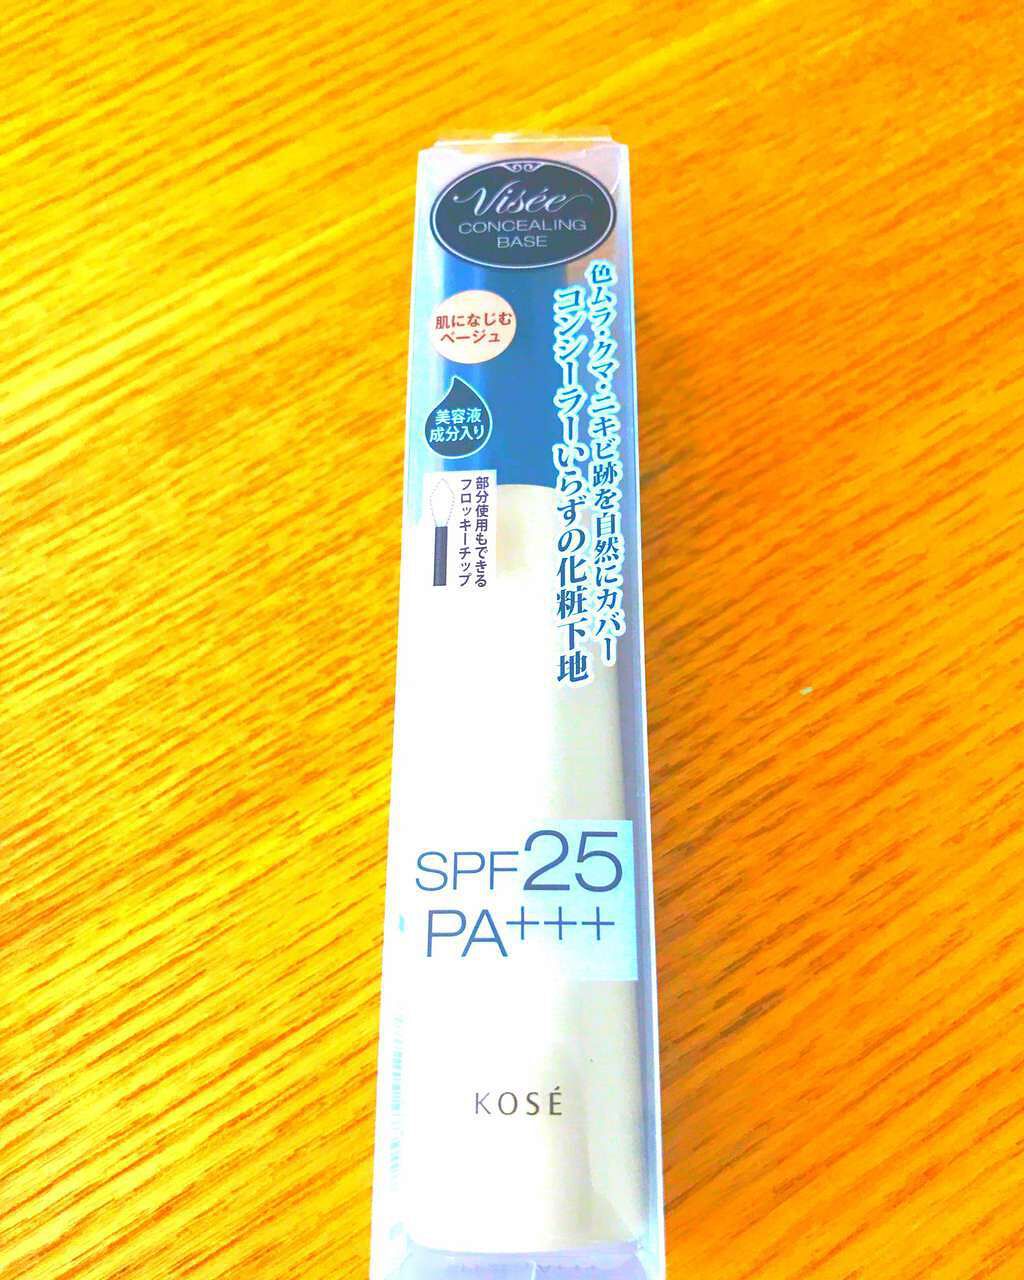 Visée
CONCEALING
BASE
色ムラ・クマ・ニキビ跡を自然にカバー
コンシーラーいらずの化粧下地
肌になじむ
ベージュ
美容液
成分入り
部分使用もできる
フロッキーチップ
SPF25
PA+++
KOSÉ